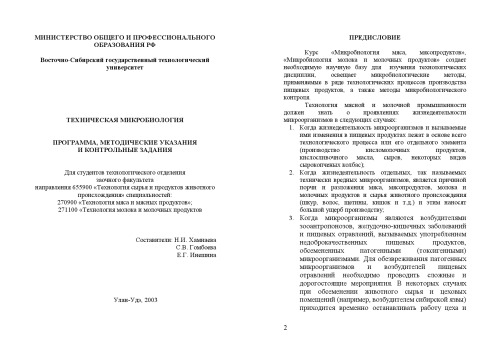 МИНИСТЕРСТВО ОБЩЕГО И ПРОФЕССИОНАЛЬНОГО
ОБРАЗОВАНИЯ РФ
Восточно-Сибирский государственный технологический
университет
ТЕХНИЧЕСКАЯ МИКРОБИОЛОГИЯ
ПРОГРАММА, МЕТОДИЧЕСКИЕ УКАЗАНИЯ
И КОНТРОЛЬНЫЕ ЗАДАНИЯ
Для студентов технологического отделения
заочного факультета
направления 655900 «Технология сырья и продуктов животного
происхождения» специальностей:
270900 «Технология мяса и мясных продуктов»;
271100 «Технология молока и молочных продуктов
Составители: Н.И. Хамнаева
С.В. Гомбоева
Е.Г. Инешина
Улан-Удэ, 2003
ПРЕДИСЛОВИЕ
Курс «Микробиология мяса, мясопродуктов»,
«Микробиология молока и молочных продуктов» создает
необходимую научную базу для изучения технологических
дисциплин, освещает микробиологические методы,
применяемые в ряде технологических процессов производства
пищевых продуктов, а также методы микробиологического
контроля.
Технология мясной и молочной промышленности
должен знать о проявлениях жизнедеятельности
микроорганизмов в следующих случаях:
1. Когда жизнедеятельность микроорганизмов и вызываемые
ими изменения в пищевых продуктах лежат в основе всего
технологического процесса или его отдельного элемента
(производство кисломолочных продуктов,
кислосливочного масла, сыров, некоторых видов
сырокопченых колбас);
2. Когда жизнедеятельность отдельных, так называемых
технически вредных микроорганизмов, является причиной
порчи и разложения мяса, мясопродуктов, молока и
молочных продуктов и сырья животного происхождения
(шкур, волос, щетины, кишок и т.д.) и этим наносят
большой ущерб производству;
3. Когда микроорганизмы являются возбудителями
зооантропонозов, желудочно-кишечных заболеваний
и пищевых отравлений, вызываемых употреблением
недоброкачественных пищевых продуктов,
обсемененных патогенными (токсигенными)
микроорганизмами. Для обезвреживания патогенных
микроорганизмов и возбудителей пищевых
отравлений необходимо проводить сложные и
дорогостоящие мероприятия. В некоторых случаях
при обсеменении животного сырья и цеховых
помещений (например, возбудителем сибирской язвы)
приходится временно останавливать работу цеха и
2